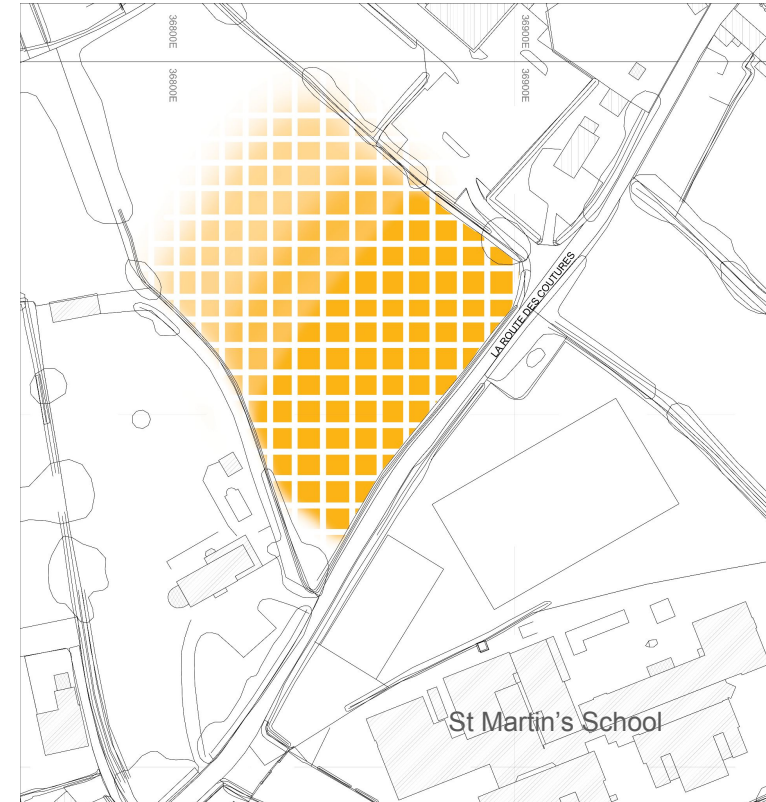 36800E
36900E
36800E
36900E
LA ROUTE DES COUTURES
St Martin's School